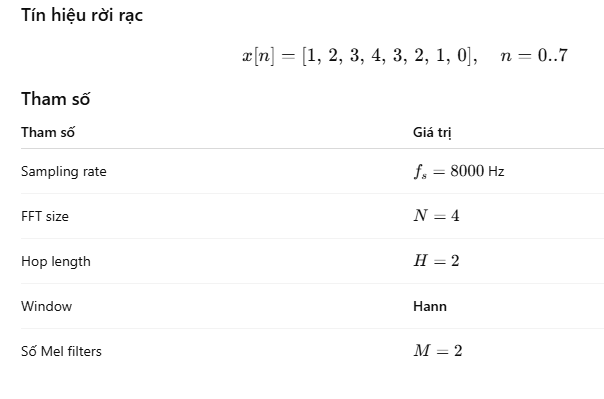 Tín hiệu rời rạc
x[n] = [1, 2, 3, 4, 3, 2, 1, 0], n = 0..7
Tham số
Tham số Giá trị
Sampling rate fₛ = 8000 Hz
FFT size N = 4
Hop length H = 2
Window Hann
Số Mel filters M = 2